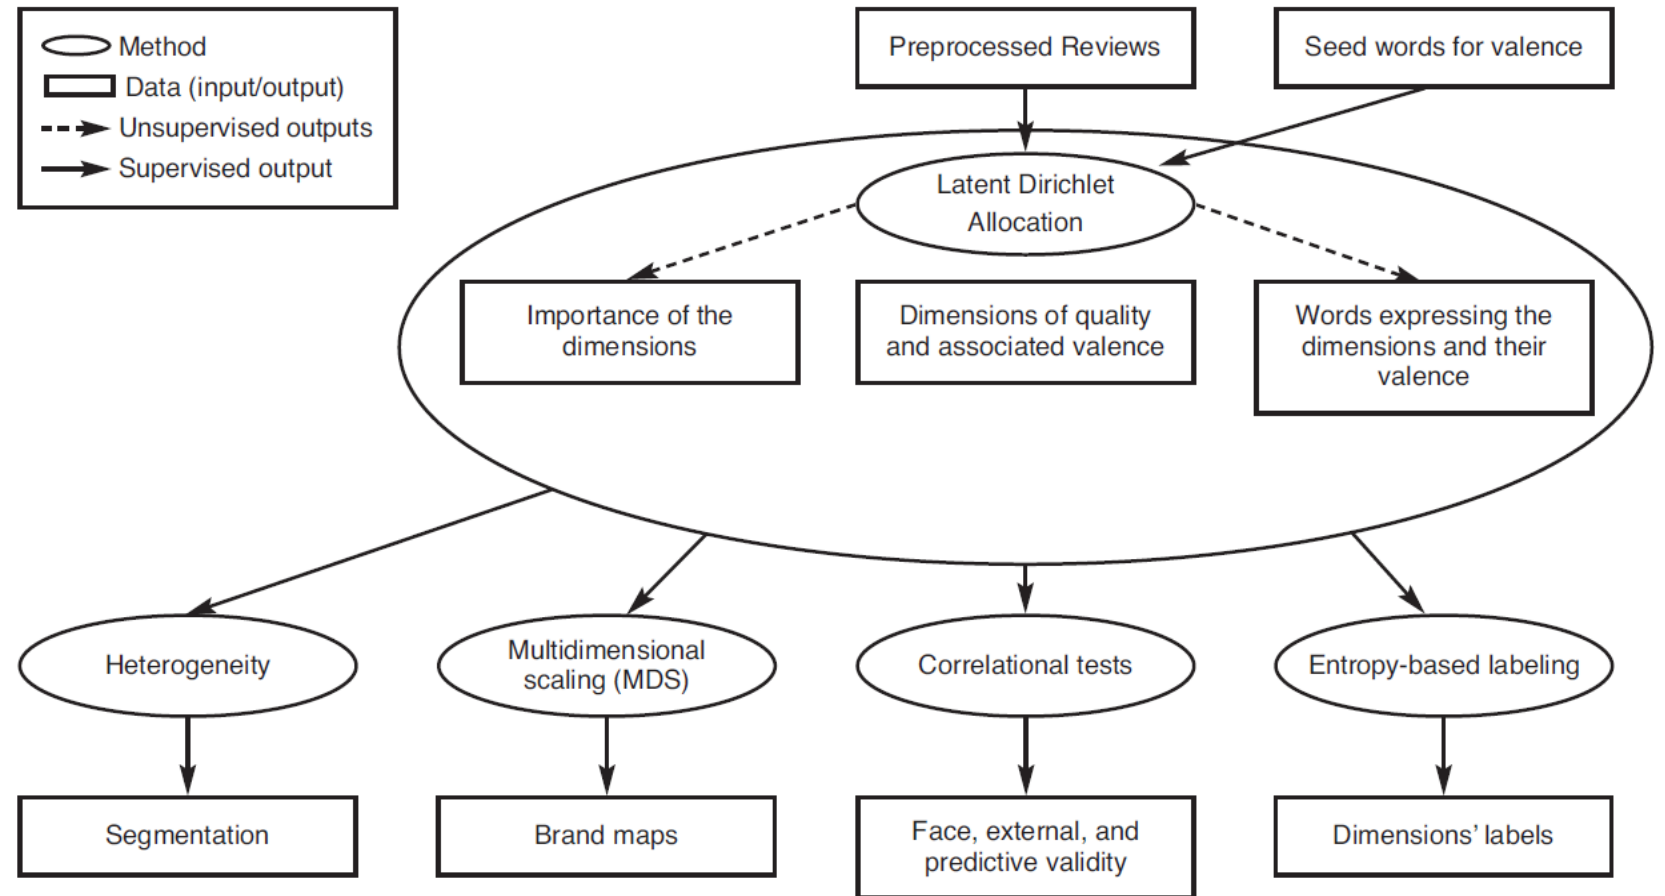 Method
Data (input/output)
Unsupervised outputs
Supervised output
Preprocessed Reviews
Seed words for valence
Latent Dirichlet
Allocation
Importance of the
dimensions
Dimensions of quality
and associated valence
Words expressing the
dimensions and their
valence
Heterogeneity
Multidimensional
scaling (MDS)
Correlational tests
Entropy-based labeling
Segmentation
Brand maps
Face, external, and
predictive validity
Dimensions’ labels